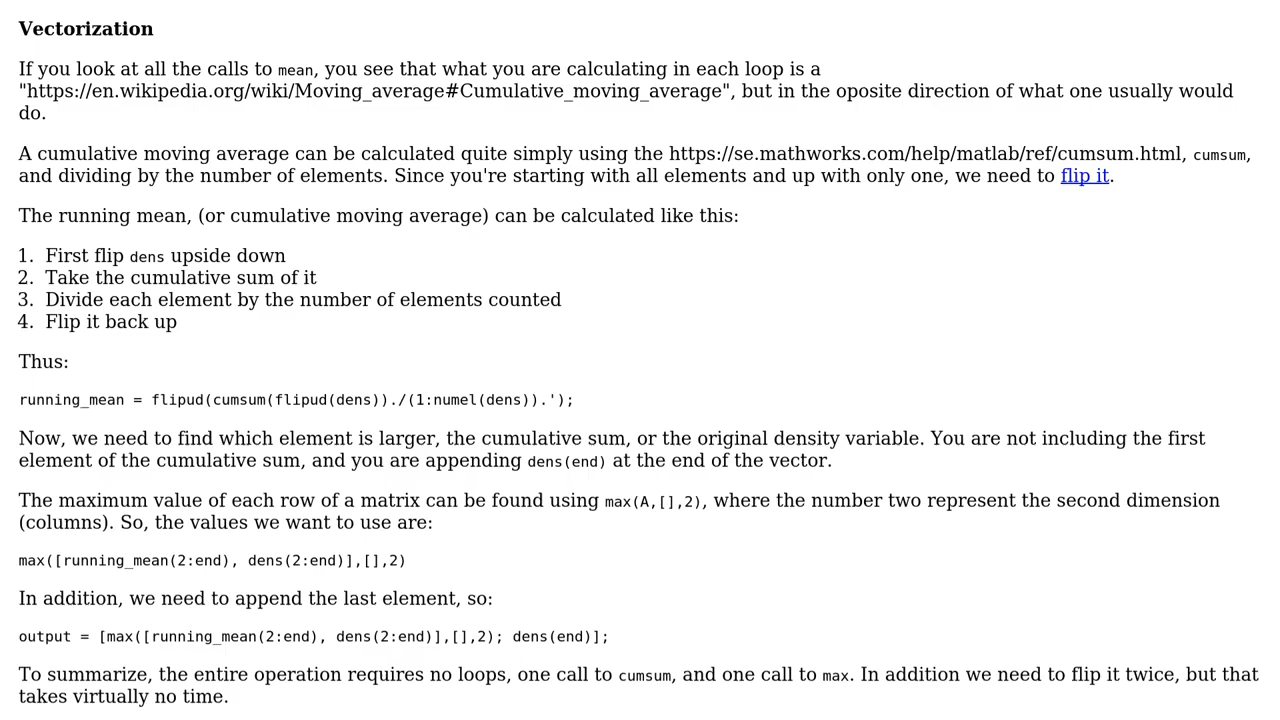 Vectorization
If you look at all the calls to mean, you see that what you are calculating in each loop is a
"https://en.wikipedia.org/wiki/Moving_average#Cumulative_moving_average", but in the oposite direction of what one usually would
do.
A cumulative moving average can be calculated quite simply using the https://se.mathworks.com/help/matlab/ref/cumsum.html, cumsum,
and dividing by the number of elements. Since you're starting with all elements and up with only one, we need to flip it.
The running mean, (or cumulative moving average) can be calculated like this:
1. First flip dens upside down
2. Take the cumulative sum of it
3. Divide each element by the number of elements counted
4. Flip it back up
Thus:
running_mean = flipud(cumsum(flipud(dens))./(1:numel(dens)).');
Now, we need to find which element is larger, the cumulative sum, or the original density variable. You are not including the first
element of the cumulative sum, and you are appending dens(end) at the end of the vector.
The maximum value of each row of a matrix can be found using max(A,[],2), where the number two represent the second dimension
(columns). So, the values we want to use are:
max([running_mean(2:end), dens(2:end)],[],2)
In addition, we need to append the last element, so:
output = [max([running_mean(2:end), dens(2:end)],[],2); dens(end)];
To summarize, the entire operation requires no loops, one call to cumsum, and one call to max. In addition we need to flip it twice, but that
takes virtually no time.